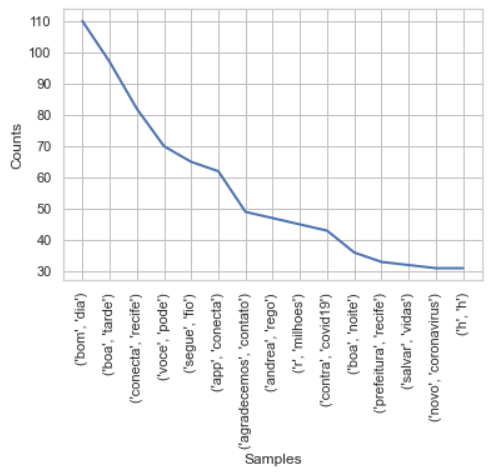 110
100
90
80
70
60
50
40
30
Counts
('bom', 'dia')
('boa', 'tarde')
('conecta', 'recife')
('voce', 'pode')
('segue', 'fio')
('app', 'conecta')
('agradecemos', 'contato')
('andrea', 'rego')
('r', 'milhoes')
('contra', 'covid19')
('boa', 'noite')
('prefeitura', 'recife')
('salvar', 'vidas')
('novo', 'coronavirus')
('h', 'h')
Samples